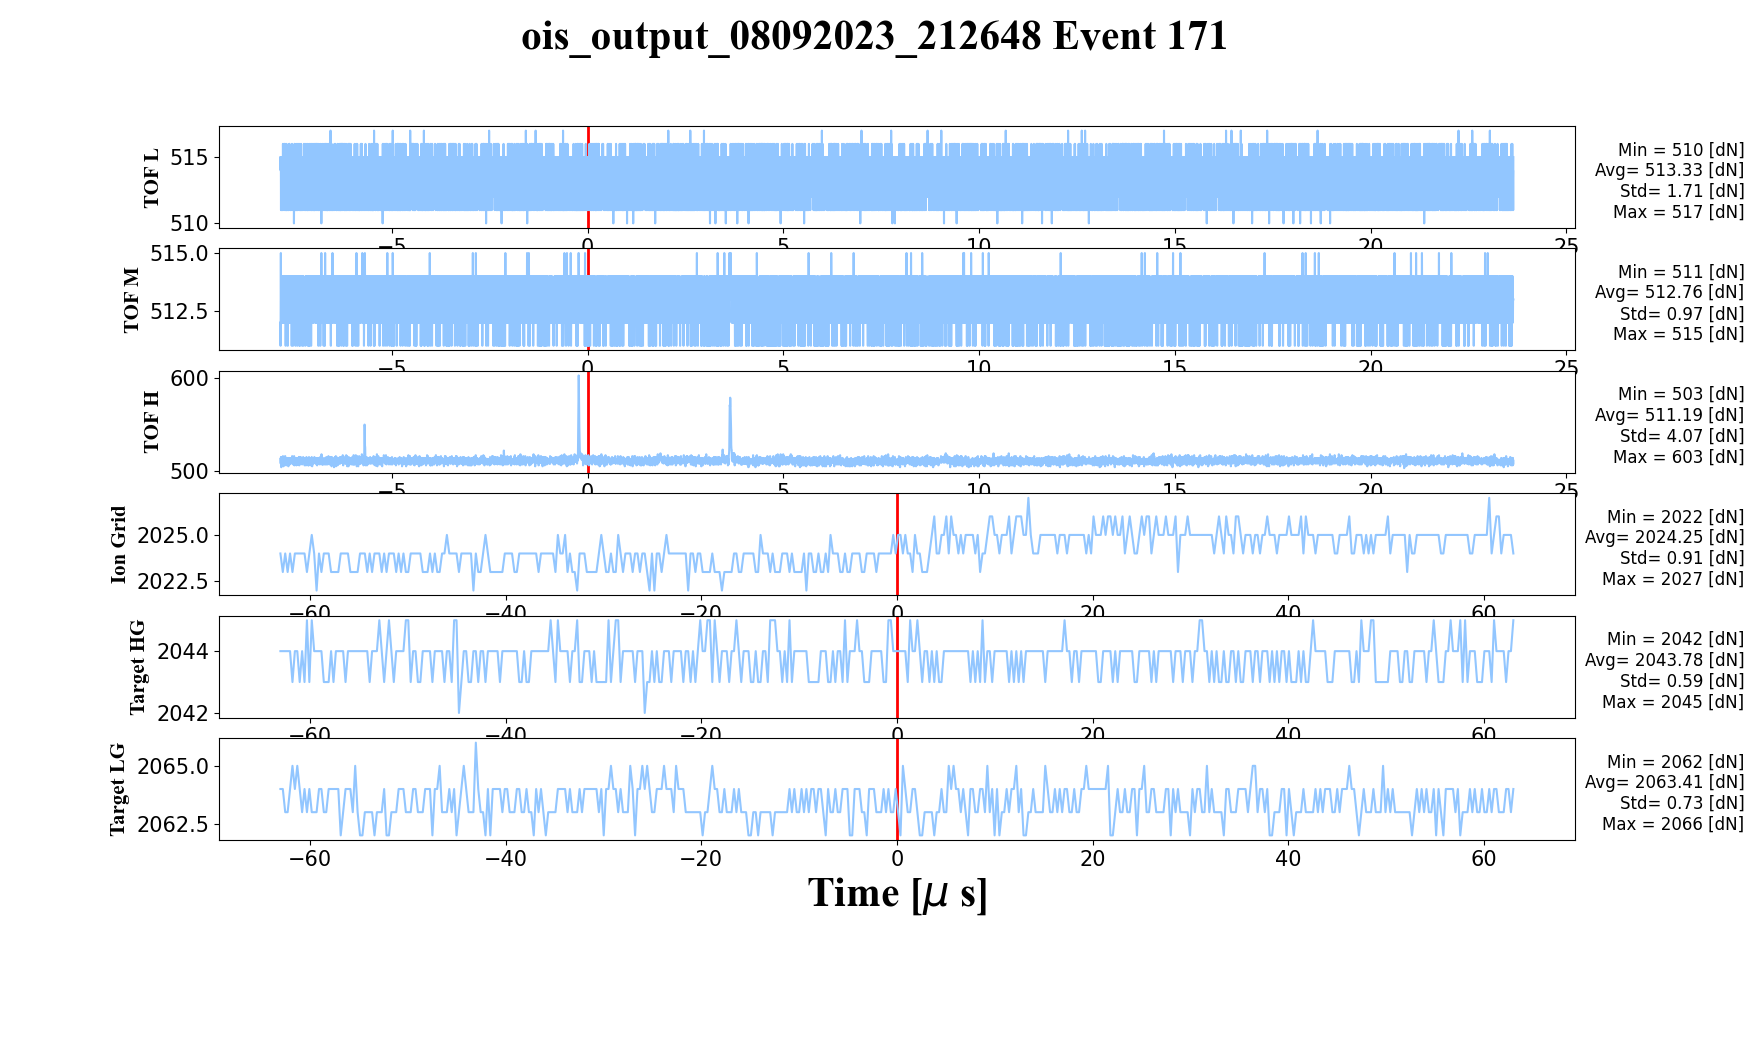 ois_output_08092023_212648 Event 171
TOF L
515
510
−5 0 5 10 15 20 25
Min = 510 [dN]
Avg= 513.33 [dN]
Std= 1.71 [dN]
Max = 517 [dN]
TOF M
515.0
512.5
−5 0 5 10 15 20 25
Min = 511 [dN]
Avg= 512.76 [dN]
Std= 0.97 [dN]
Max = 515 [dN]
TOF H
600
500
−5 0 5 10 15 20 25
Min = 503 [dN]
Avg= 511.19 [dN]
Std= 4.07 [dN]
Max = 603 [dN]
Ion Grid
2025.0
2022.5
−60 −40 −20 0 20 40 60
Min = 2022 [dN]
Avg= 2024.25 [dN]
Std= 0.91 [dN]
Max = 2027 [dN]
Target HG
2044
2042
−60 −40 −20 0 20 40 60
Min = 2042 [dN]
Avg= 2043.78 [dN]
Std= 0.59 [dN]
Max = 2045 [dN]
Target LG
2065.0
2062.5
−60 −40 −20 0 20 40 60
Min = 2062 [dN]
Avg= 2063.41 [dN]
Std= 0.73 [dN]
Max = 2066 [dN]
Time [μ s]